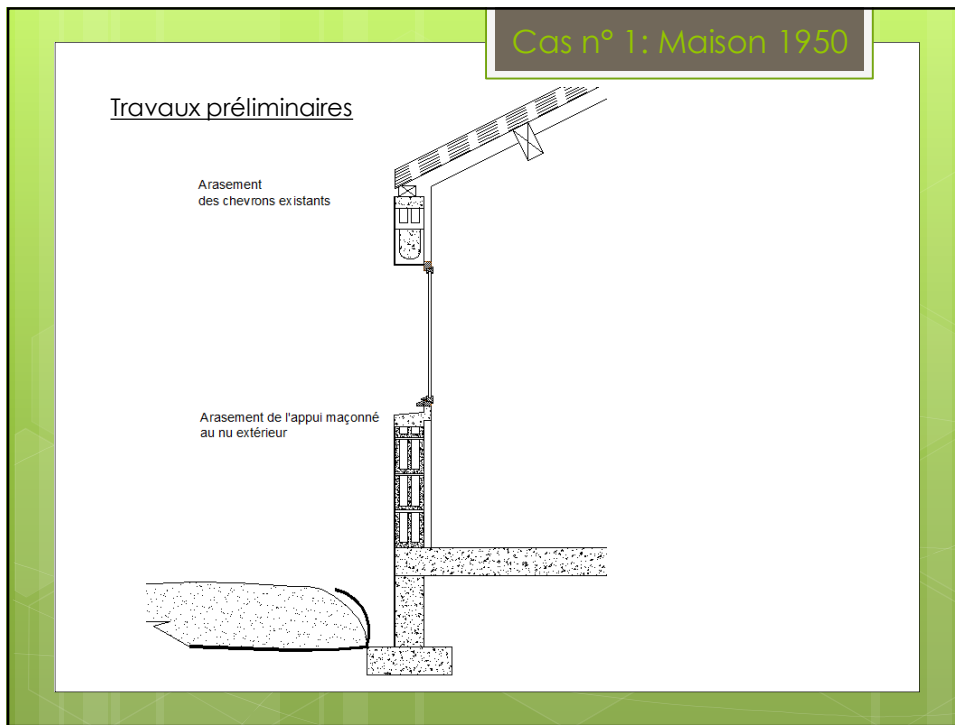 Cas n° 1: Maison 1950
Travaux préliminaires
Arasement
des chevrons existants
Arasement de l'appui maçonné
au nu extérieur